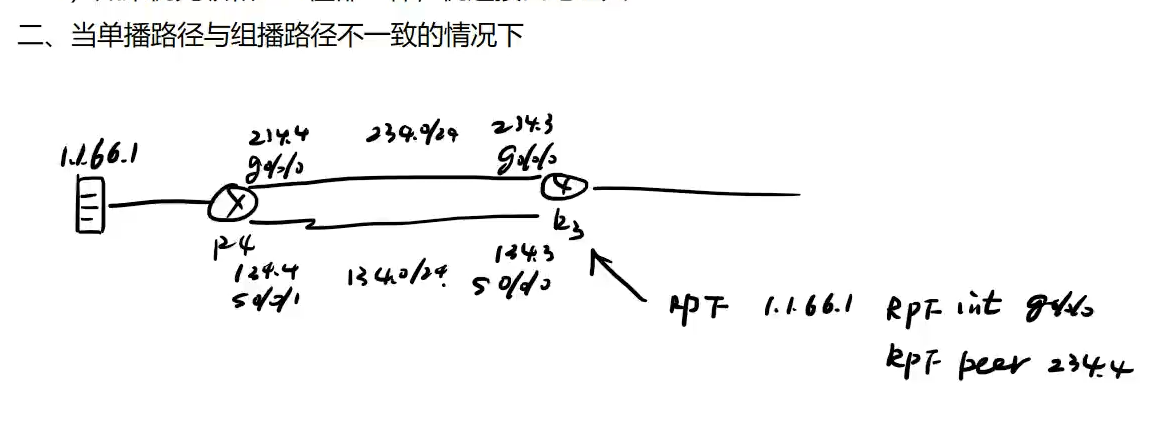 二、当单播路径与组播路径不一致的情况下
1.1.66.1
234.4
g0/0/0
234.0/24
234.3
g0/0/0
R4
R3
134.4
S0/0/1
134.0/24
134.3
S0/0/0
RPF 1.1.66.1 RPF int g0/0/0
RPF peer 234.4